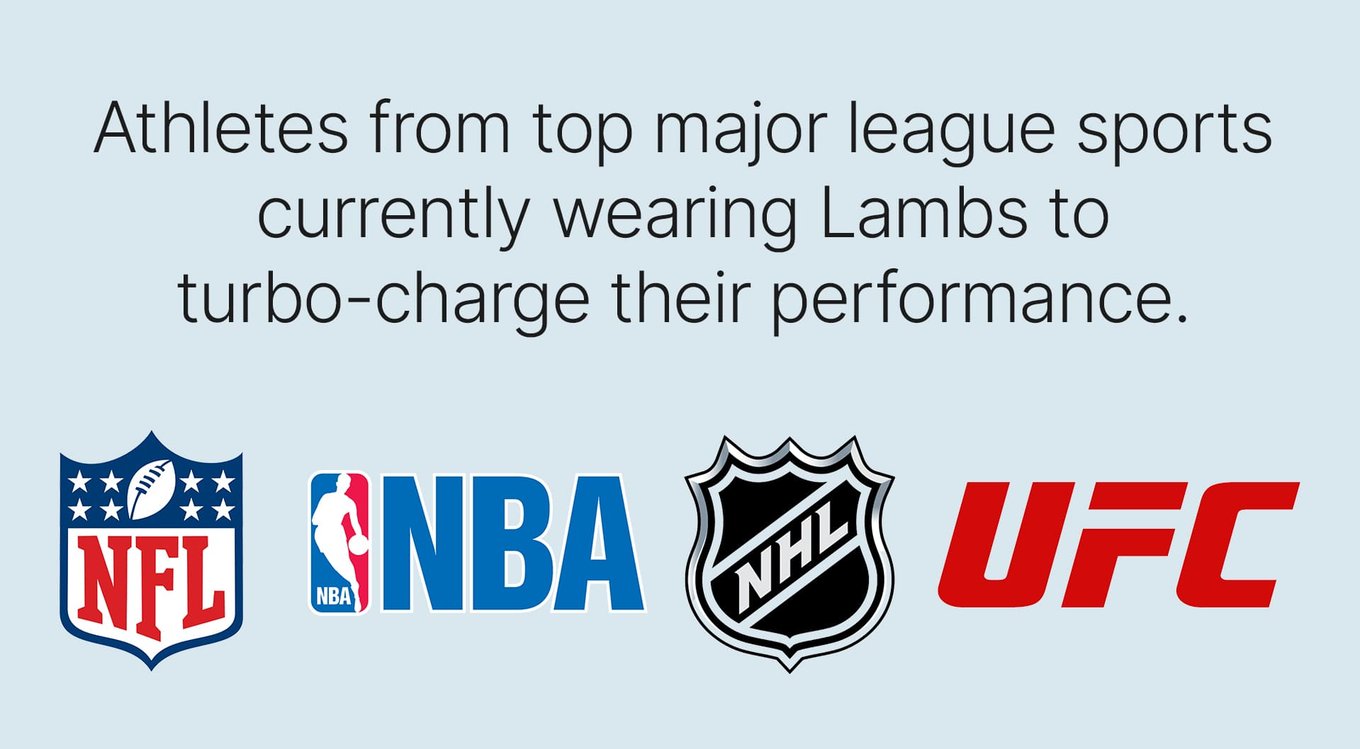 Athletes from top major league sports
currently wearing Lambs to
turbo-charge their performance.
NFL
NBA
NBA
NHL
UFC